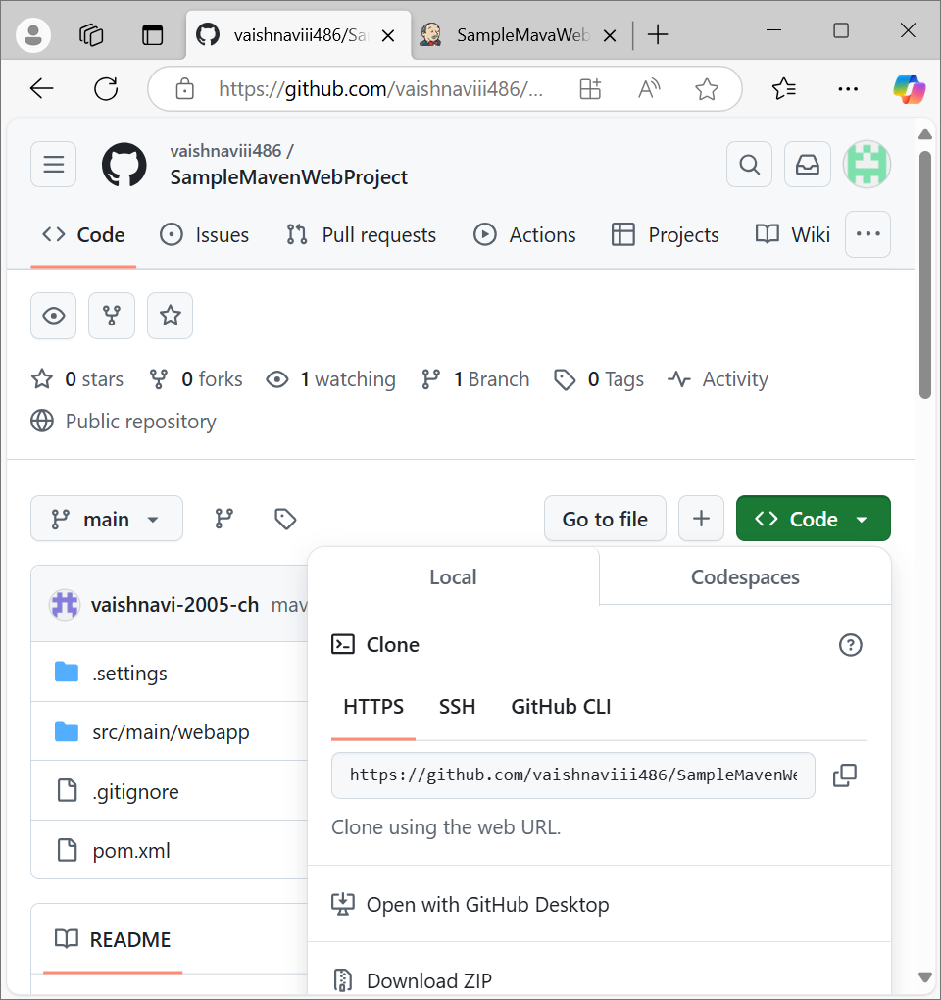 vaishnaviii486/Sa
SampleMavaWeb
https://github.com/vaishnaviii486/...
vaishnaviii486 /
SampleMavenWebProject
Code
Issues
Pull requests
Actions
Projects
Wiki
0 stars
0 forks
1 watching
1 Branch
0 Tags
Activity
Public repository
main
Go to file
Code
Local
Codespaces
vaishnavi-2005-ch mav
Clone
.settings
HTTPS
SSH
GitHub CLI
src/main/webapp
https://github.com/vaishnaviii486/SampleMavenWe
.gitignore
Clone using the web URL.
pom.xml
Open with GitHub Desktop
README
Download ZIP